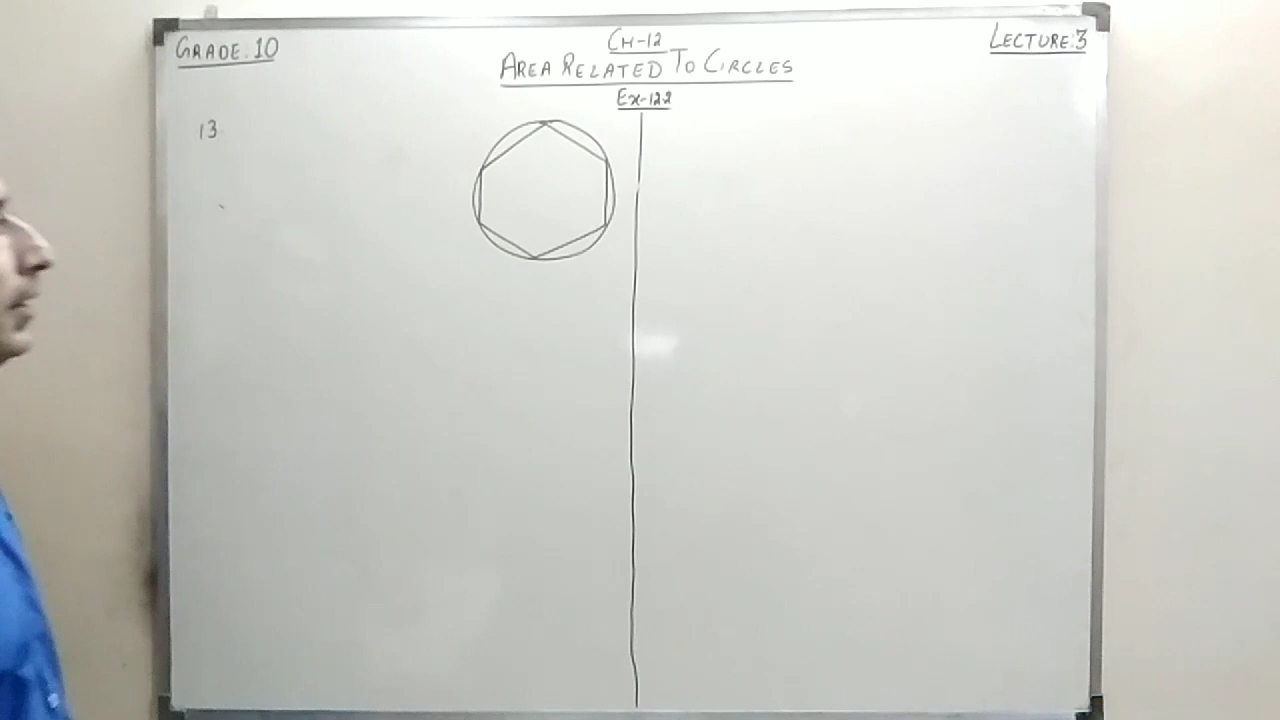 GRADE.10
CH-12
LECTURE:3
AREA RELATED TO CIRCLES
Ex-12.2
13